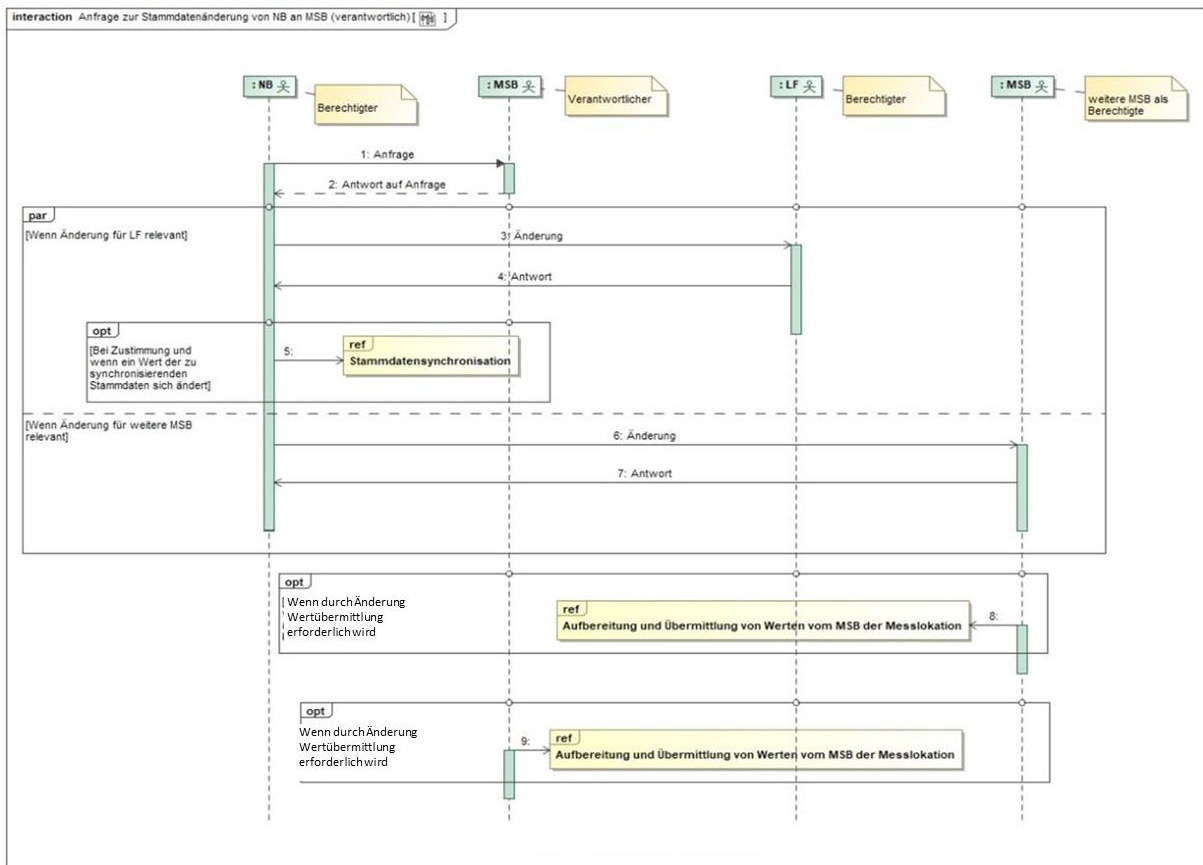 interaction Anfrage zur Stammdatenänderung von NB an MSB (verantwortlich) [ ]
: NB
Berechtigter
: MSB
Verantwortlicher
: LF
Berechtigter
: MSB
weitere MSB als
Berechtigte
1: Anfrage
2: Antwort auf Anfrage
par
[Wenn Änderung für LF relevant]
3: Änderung
4: Antwort
opt
[Bei Zustimmung und
wenn ein Wert der zu
synchronisierenden
Stammdaten sich ändert]
5:
ref
Stammdatensynchronisation
[Wenn Änderung für weitere MSB
relevant]
6: Änderung
7: Antwort
opt
[ Wenn durch Änderung
Wertübermittlung
erforderlich wird
ref
Aufbereitung und Übermittlung von Werten vom MSB der Messlokation
8:
opt
Wenn durch Änderung
Wertübermittlung
erforderlich wird
9:
ref
Aufbereitung und Übermittlung von Werten vom MSB der Messlokation